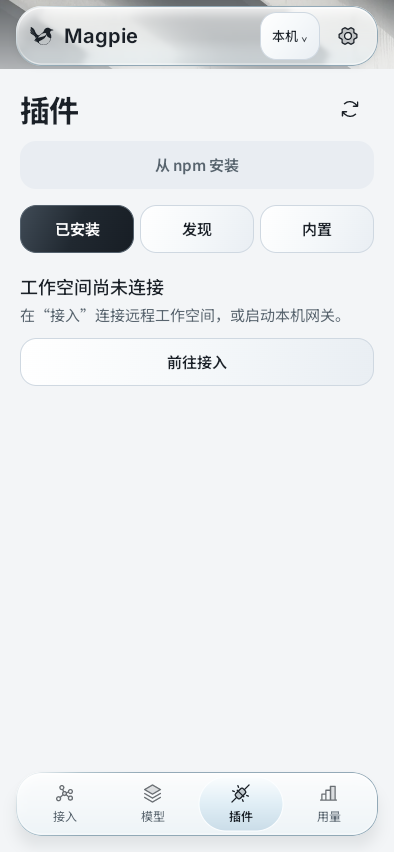 Magpie
本机
插件
从 npm 安装
已安装
发现
内置
工作空间尚未连接
在“接入”连接远程工作空间，或启动本机网关。
前往接入
接入
模型
插件
用量